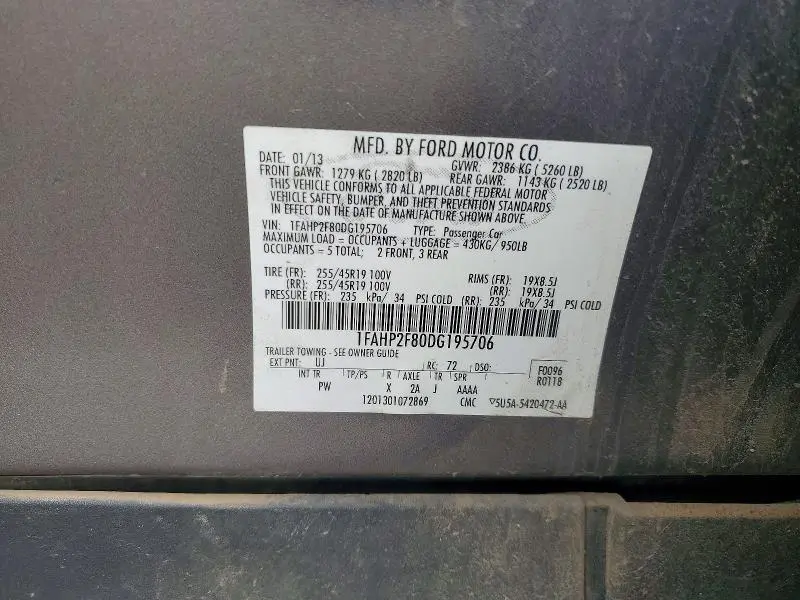 MFD. BY FORD MOTOR CO.
DATE: 01/13 GVWR: 2386 KG ( 5260 LB)
FRONT GAWR: 1279 KG ( 2820 LB) REAR GAWR: 1143 KG ( 2520 LB)
THIS VEHICLE CONFORMS TO ALL APPLICABLE FEDERAL MOTOR
VEHICLE SAFETY, BUMPER, AND THEFT PREVENTION STANDARDS
IN EFFECT ON THE DATE OF MANUFACTURE SHOWN ABOVE.
VIN: 1FAHP2F80DG195706 TYPE: Passenger Car
MAXIMUM LOAD = OCCUPANTS + LUGGAGE = 430KG/ 950LB
OCCUPANTS = 5 TOTAL; 2 FRONT, 3 REAR
TIRE (FR): 255/45R19 100V RIMS (FR): 19X8.5J
(RR): 255/45R19 100V (RR): 19X8.5J
PRESSURE (FR): 235 kPa/ 34 PSI COLD (RR): 235 kPa/ 34 PSI COLD
1FAHP2F80DG195706
TRAILER TOWING - SEE OWNER GUIDE
EXT PNT: UJ RC: 72 DSO: F0096
INT TR TP/PS R AXLE TR SPR R0118
PW X 2A J AAAA
1201301072869 CMC ▽5U5A-5420472-AA